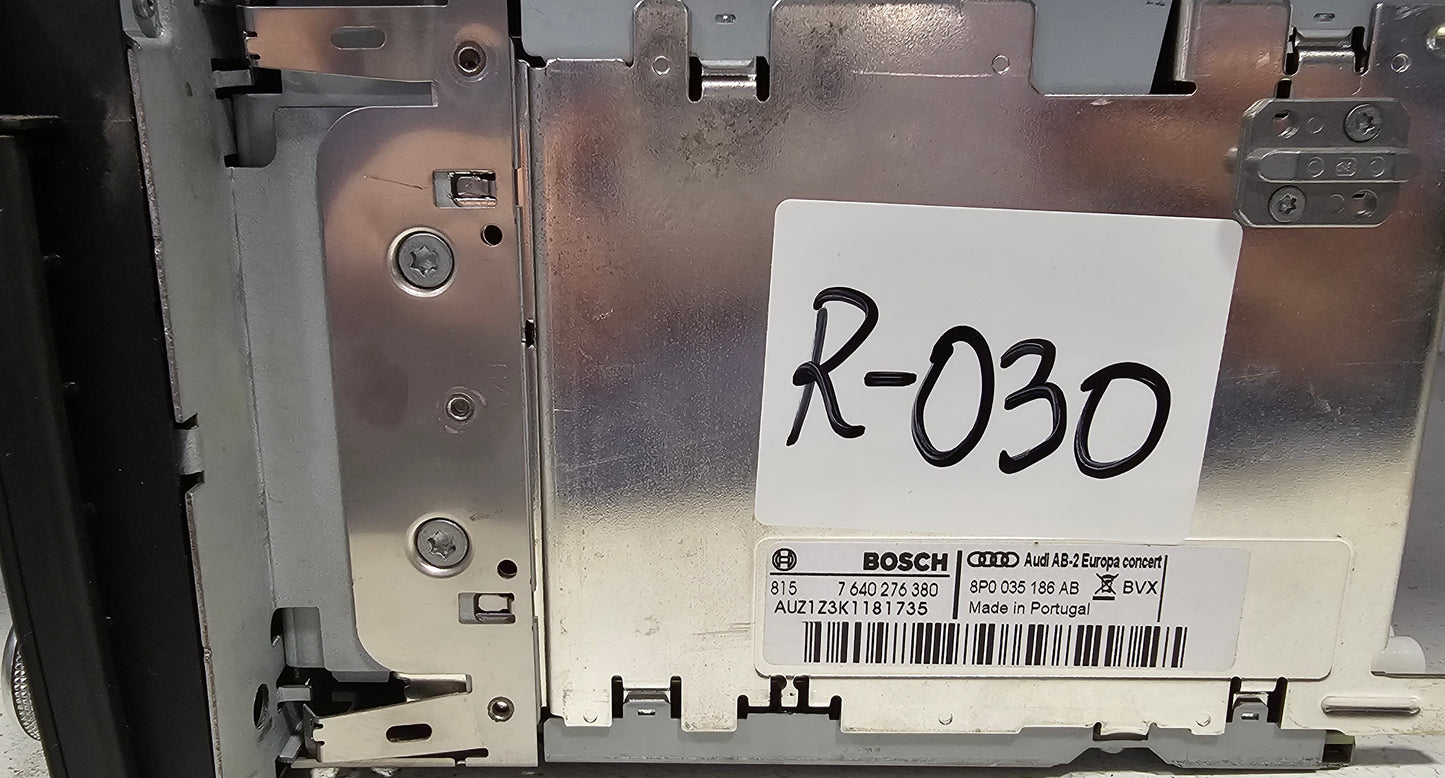 R-030
BOSCH
Audi AB-2 Europa concert
815 7 640 276 380
8P0 035 186 AB BVX
AUZ1Z3K1181735
Made in Portugal